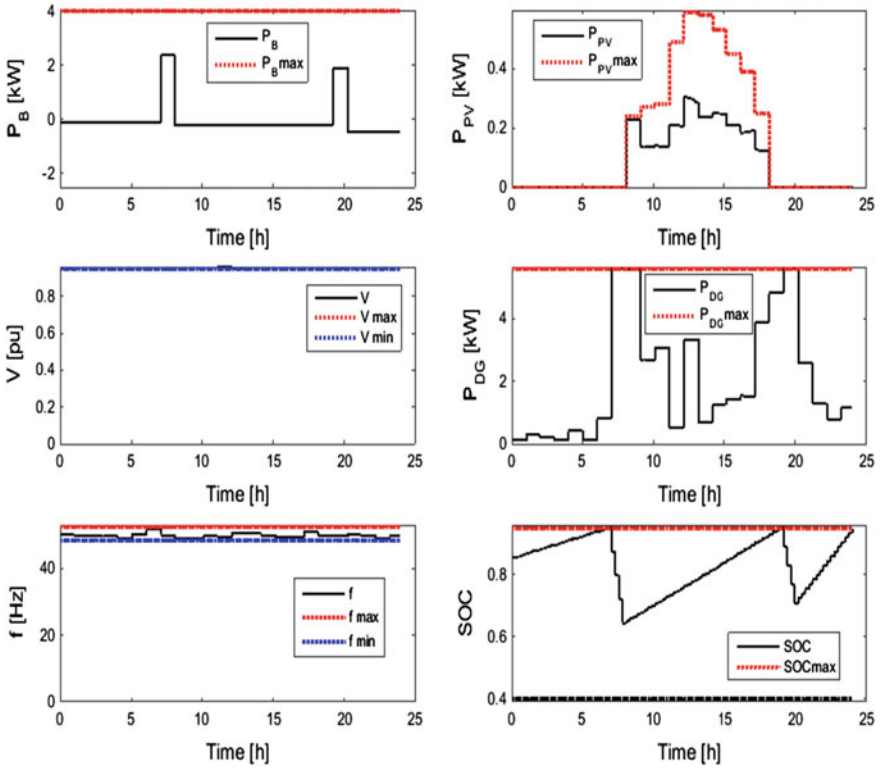 4
2
0
-2
P_B [kW]
P_B
P_B max
0 5 10 15 20 25
Time [h]
0.4
0.2
0
P_PV [kW]
P_PV
P_PV max
0 5 10 15 20 25
Time [h]
0.8
0.6
0.4
0.2
0
V [pu]
V
V max
V min
0 5 10 15 20 25
Time [h]
4
2
0
P_DG [kW]
P_DG
P_DG max
0 5 10 15 20 25
Time [h]
40
20
0
f [Hz]
f
f max
f min
0 5 10 15 20 25
Time [h]
0.8
0.6
0.4
SOC
SOC
SOCmax
0 5 10 15 20 25
Time [h]